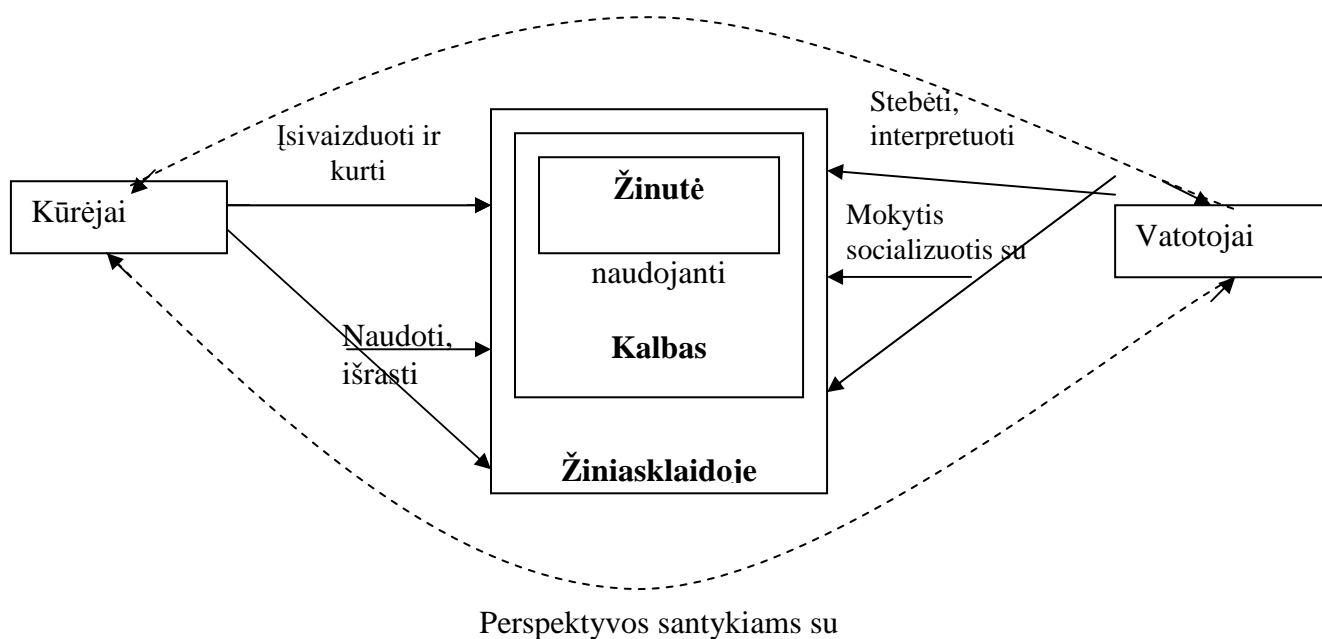 Įsivaizduoti ir
kurti
Stebėti,
interpretuoti
Kūrėjai
Žinutė
naudojanti
Kalbas
Žiniasklaidoje
Mokytis
socializuotis su
Vatotojai
Naudoti,
išrasti
Perspektyvos santykiams su